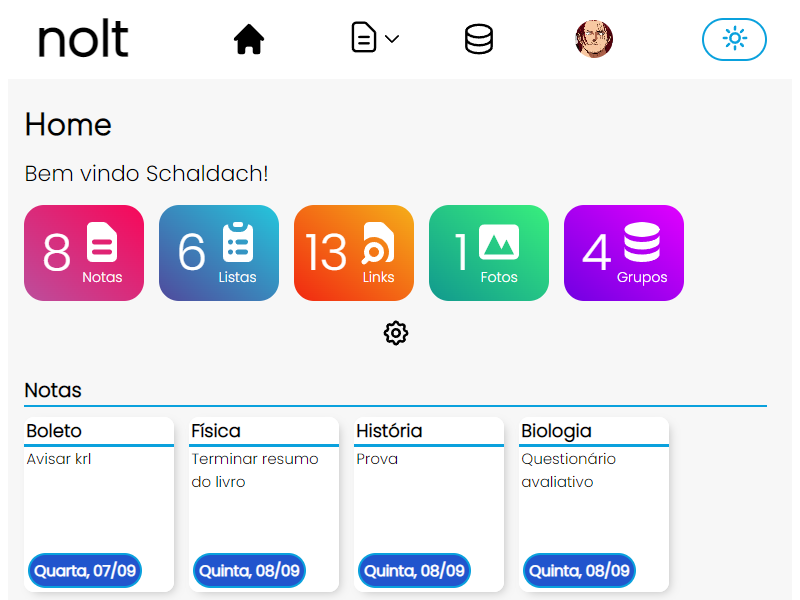 nolt
Home
Bem vindo Schaldach!
8 Notas
6 Listas
13 Links
1 Fotos
4 Grupos
Notas
Boleto
Avisar krl
Quarta, 07/09
Física
Terminar resumo
do livro
Quinta, 08/09
História
Prova
Quinta, 08/09
Biologia
Questionário
avaliativo
Quinta, 08/09